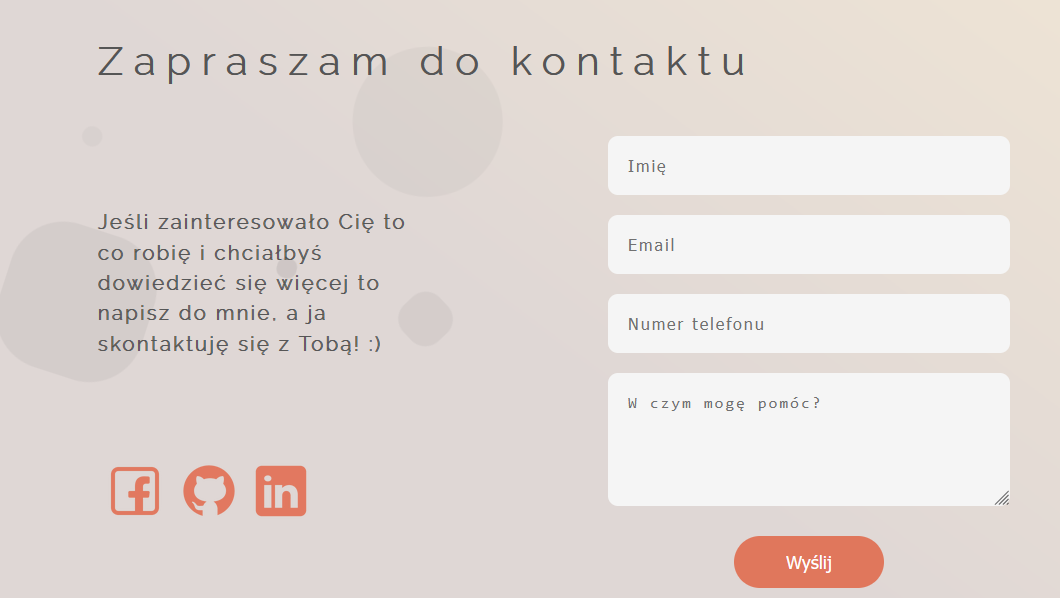 Zapraszam do kontaktu
Jeśli zainteresowało Cię to
co robię i chciałbyś
dowiedzieć się więcej to
napisz do mnie, a ja
skontaktuję się z Tobą! :)
Imię
Email
Numer telefonu
W czym mogę pomóc?
Wyślij